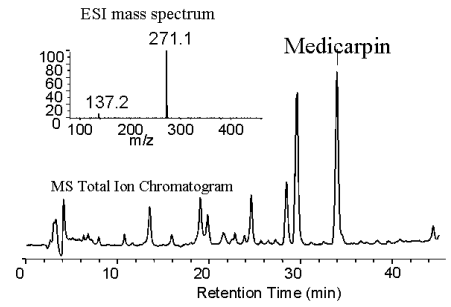 ESI mass spectrum
271.1
Medicarpin
100
80
60
40
20
0
137.2
100 200 300 400
m/z
MS Total Ion Chromatogram
0 10 20 30 40
Retention Time (min)